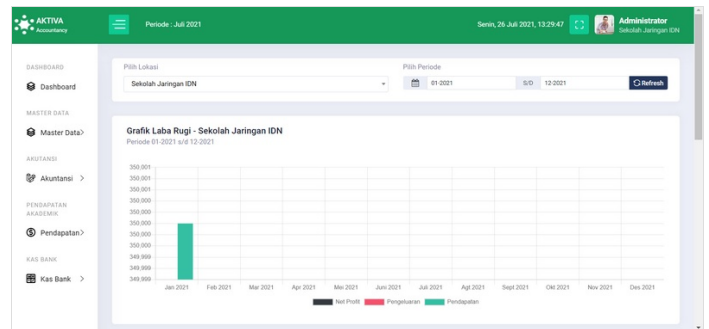 AKTIVA
Accountancy
Periode : Juli 2021
Senin, 26 Juli 2021, 13:29:47
Administrator
Sekolah Jaringan IDN
DASHBOARD
Dashboard
MASTER DATA
Master Data
AKUTANSI
Akuntansi
PENDAPATAN
AKADEMIK
Pendapatan
KAS BANK
Kas Bank
Pilih Lokasi
Sekolah Jaringan IDN
Pilih Periode
01-2021 S/D 12-2021
Refresh
Grafik Laba Rugi - Sekolah Jaringan IDN
Periode 01-2021 s/d 12-2021
350,001
350,001
350,001
350,000
350,000
350,000
350,000
350,000
349,999
349,999
349,999
Jan 2021 Feb 2021 Mar 2021 Apr 2021 Mei 2021 Juni 2021 Juli 2021 Agt 2021 Sept 2021 Okt 2021 Nov 2021 Des 2021
Net Profit Pengeluaran Pendapatan